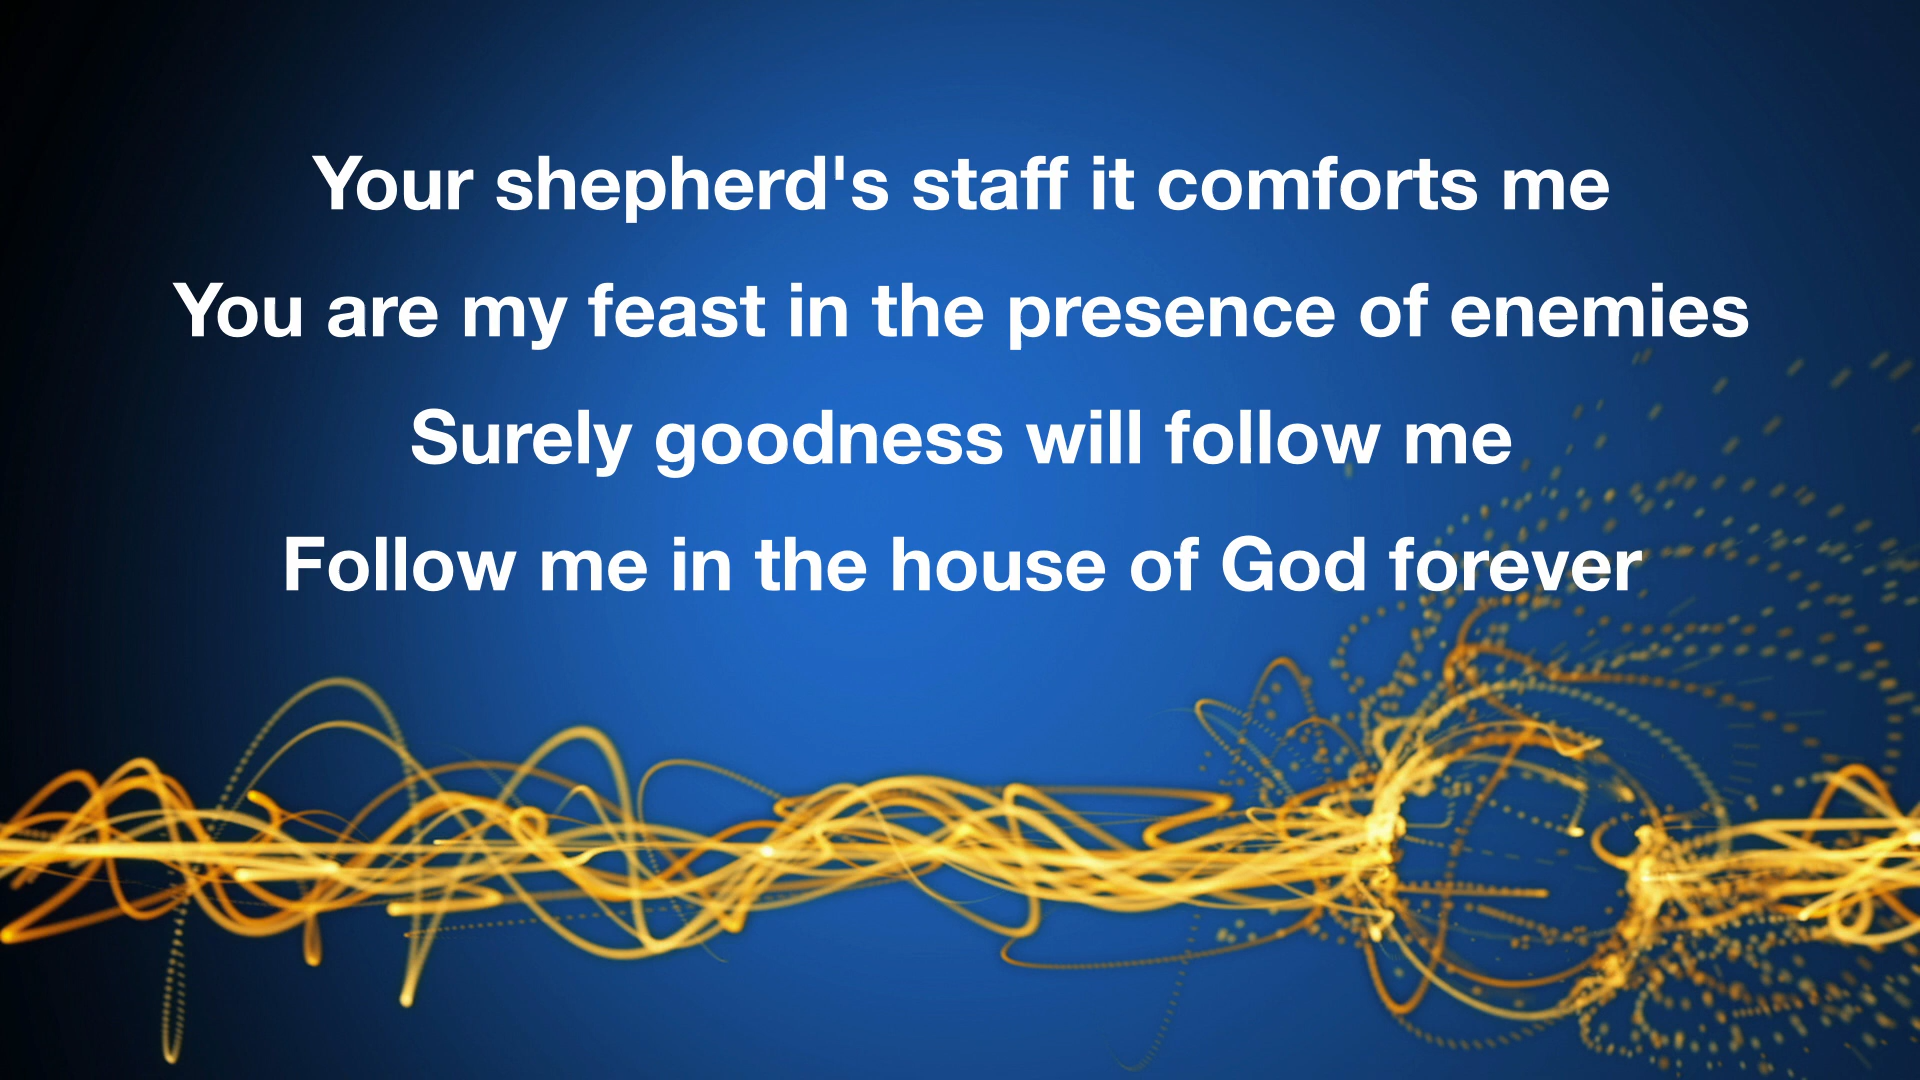 Your shepherd's staff it comforts me
You are my feast in the presence of enemies
Surely goodness will follow me
Follow me in the house of God forever